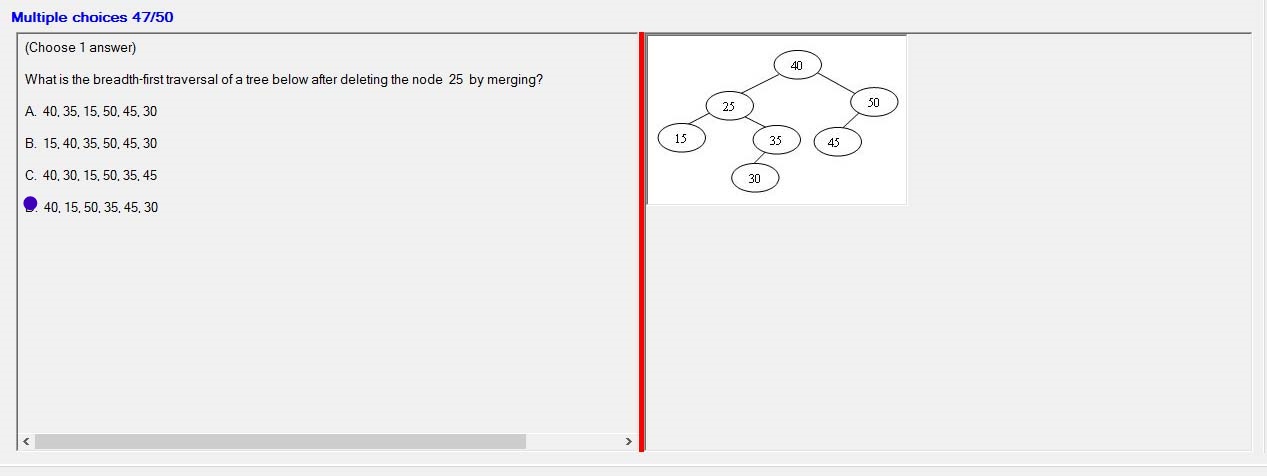 Multiple choices 47/50
(Choose 1 answer)
What is the breadth-first traversal of a tree below after deleting the node 25 by merging?
A. 40, 35, 15, 50, 45, 30
B. 15, 40, 35, 50, 45, 30
C. 40, 30, 15, 50, 35, 45
40, 15, 50, 35, 45, 30
40
25
50
15
35
45
30